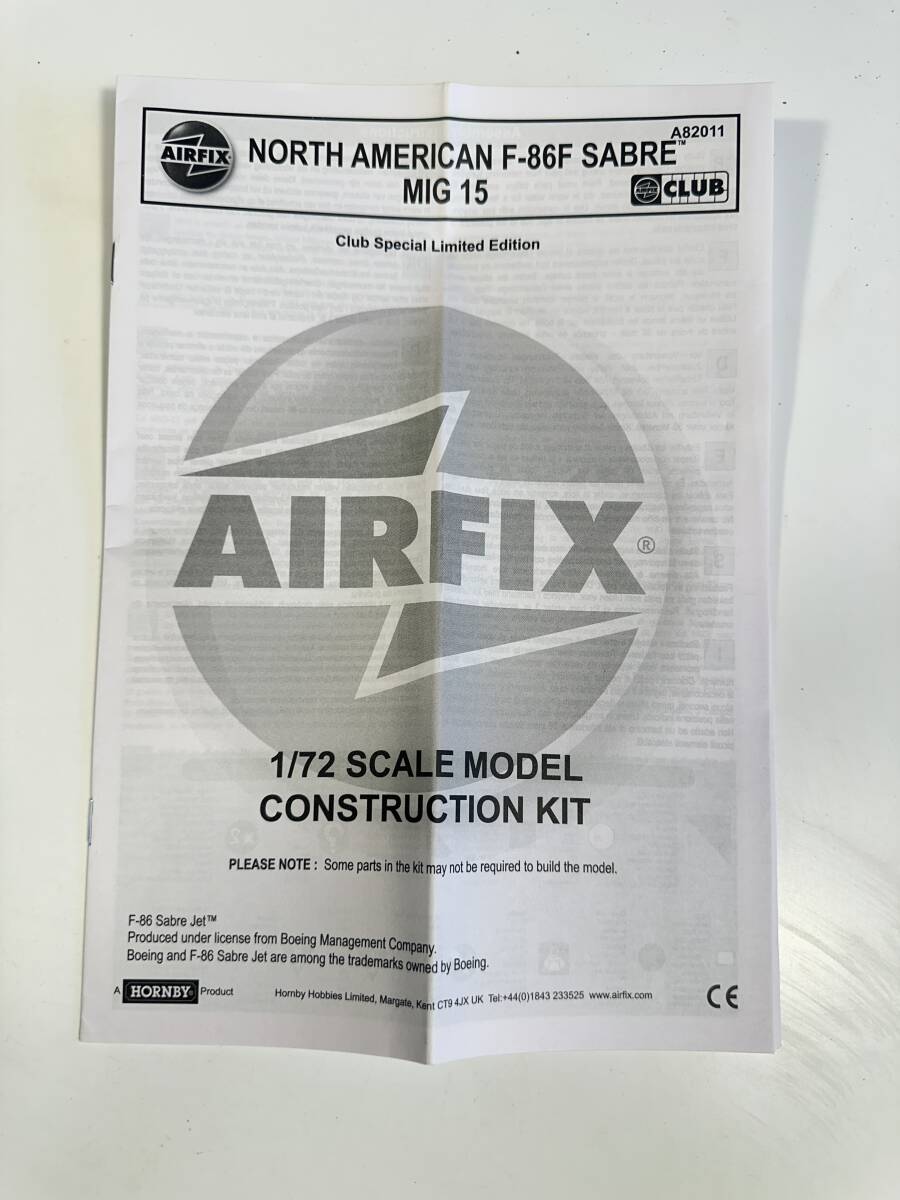 A82011
AIRFIX
NORTH AMERICAN F-86F SABRE™
MIG 15
CLUB
Club Special Limited Edition
AIRFIX®
1/72 SCALE MODEL
CONSTRUCTION KIT
PLEASE NOTE : Some parts in the kit may not be required to build the model.
F-86 Sabre Jet™
Produced under license from Boeing Management Company.
Boeing and F-86 Sabre Jet are among the trademarks owned by Boeing.
A HORNBY Product
Hornby Hobbies Limited, Margate, Kent CT9 4JX UK Tel:+44(0)1843 233525 www.airfix.com
CE